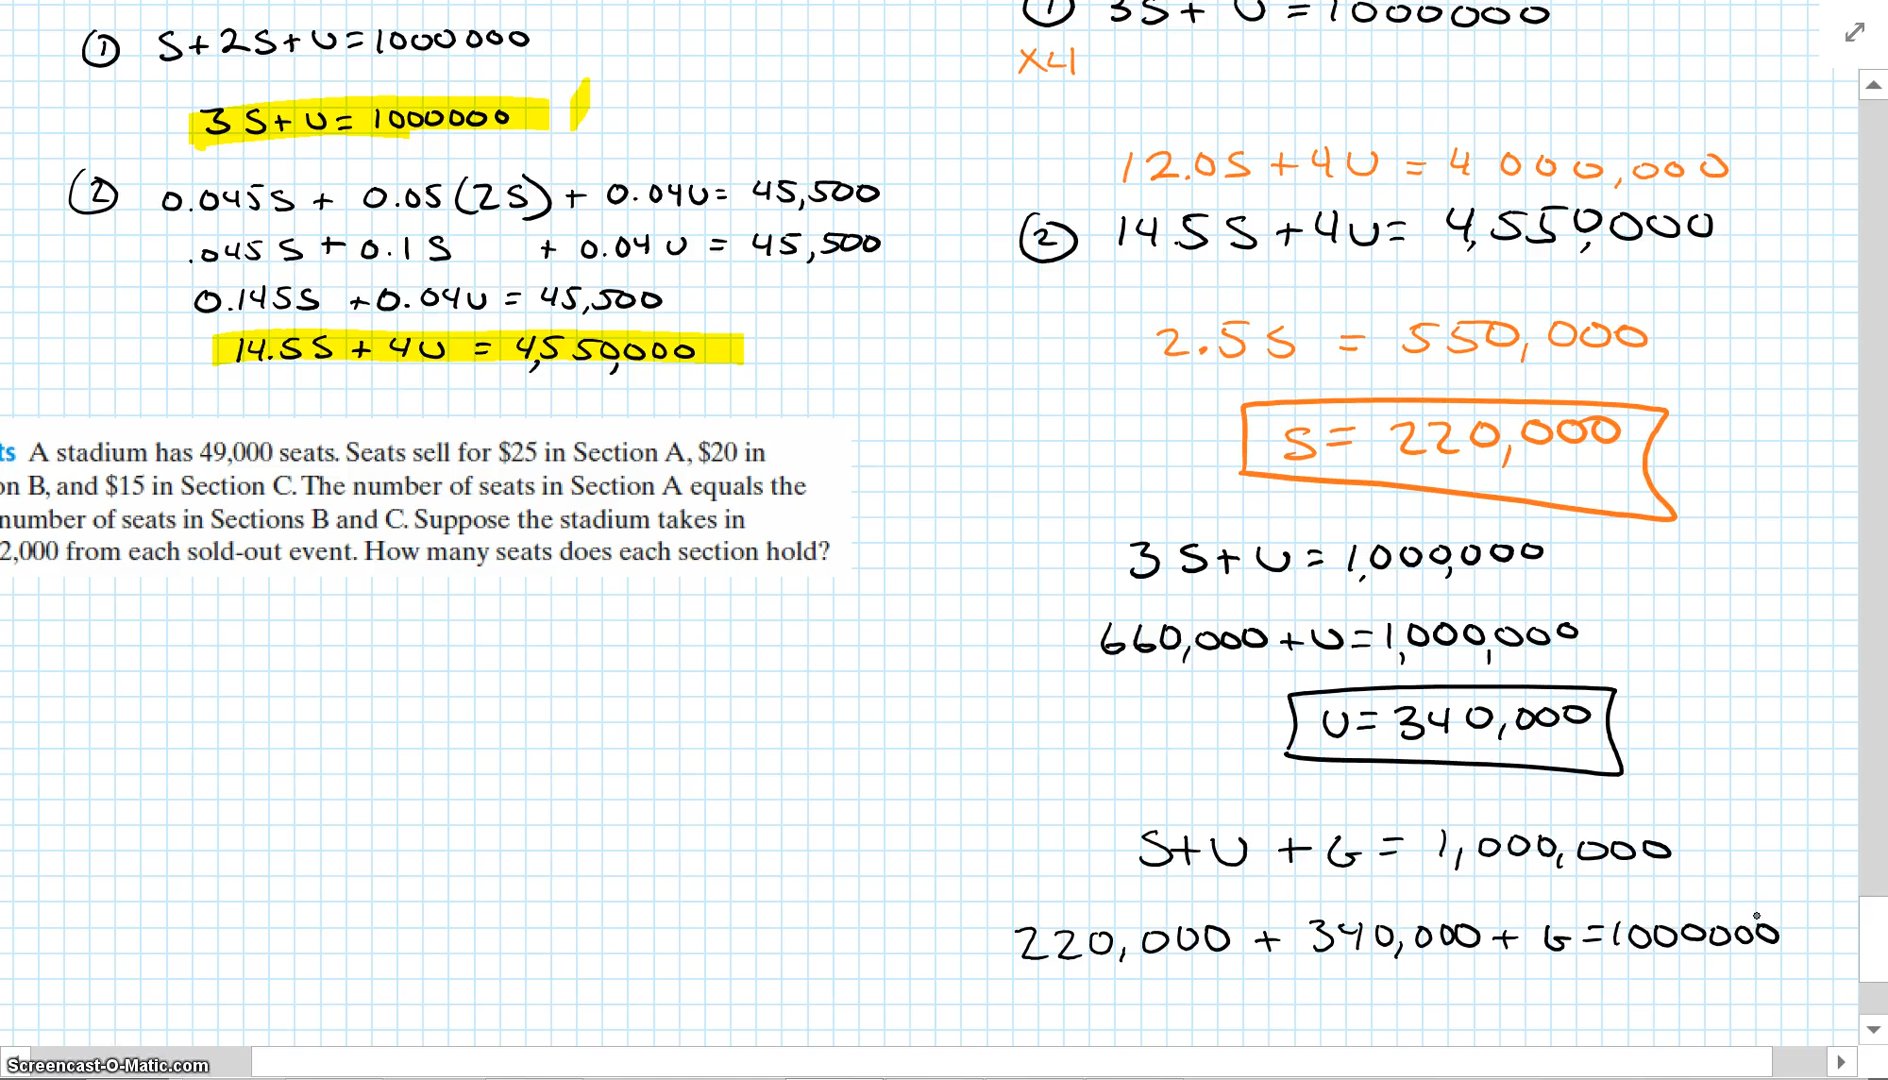 ① S+2S+U=1000000
3S+U=1000000
② 0.045S + 0.05(2S) + 0.04U= 45,500
.045S + 0.1S + 0.04U = 45,500
0.145S +0.04U = 45,500
14.5S + 4U = 4,550,000
ts A stadium has 49,000 seats. Seats sell for $25 in Section A, $20 in
on B, and $15 in Section C. The number of seats in Section A equals the
number of seats in Sections B and C. Suppose the stadium takes in
2,000 from each sold-out event. How many seats does each section hold?
① 3S+ U = 1000000
X4
12.0S + 4U = 4 000,000
② 14.5S + 4U= 4,550,000
2.5S = 550,000
S= 220,000
3S+U=1,000,000
660,000+U=1,000,000
U=340,000
S+U +G= 1,000,000
220,000 + 340,000+ G=1000000
Screencast-O-Matic.com